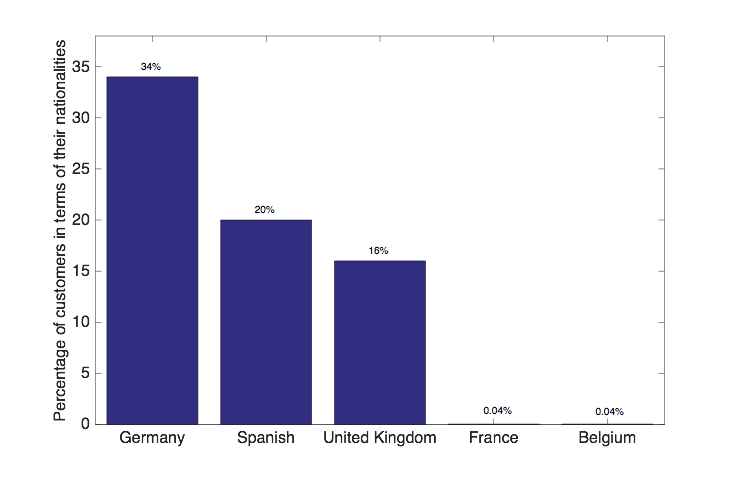 Percentage of customers in terms of their nationalities
35
30
25
20
15
10
5
0
34%
20%
16%
0.04%
0.04%
Germany
Spanish
United Kingdom
France
Belgium